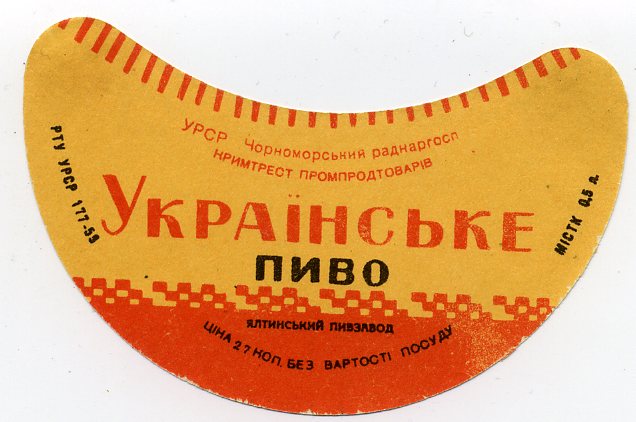 УРСР Чорноморський раднаргосп
КРИМТРЕСТ ПРОМПРОДТОВАРІВ
РТУ УРСР 177-59
УКРАЇНСЬКЕ
ПИВО
МІСТК 0,5 л.
ЯЛТИНСЬКИЙ ПИВЗАВОД
ЦІНА 27 КОП. БЕЗ ВАРТОСТІ ПОСУДУ